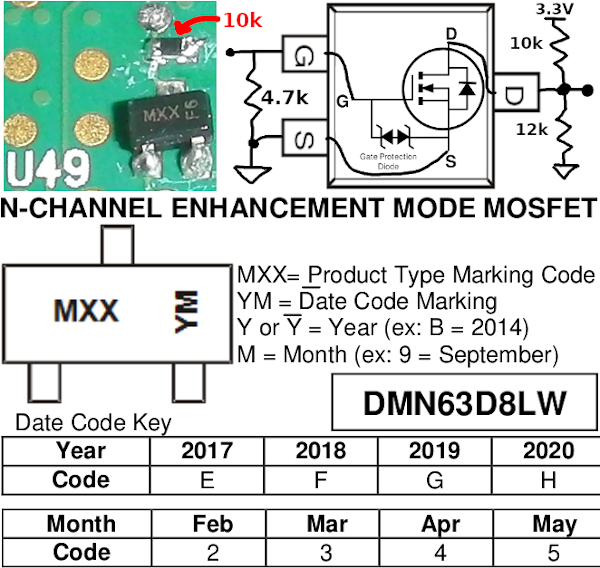 10k
MXX F6
U49
3.3V
10k
12k
4.7k
G
S
D
D
G
S
Gate Protection
Diode
N-CHANNEL ENHANCEMENT MODE MOSFET
MXX YM
MXX= Product Type Marking Code
YM = Date Code Marking
Y or Y̅ = Year (ex: B = 2014)
M = Month (ex: 9 = September)
DMN63D8LW
Date Code Key
Year 2017 2018 2019 2020
Code E F G H
Month Feb Mar Apr May
Code 2 3 4 5